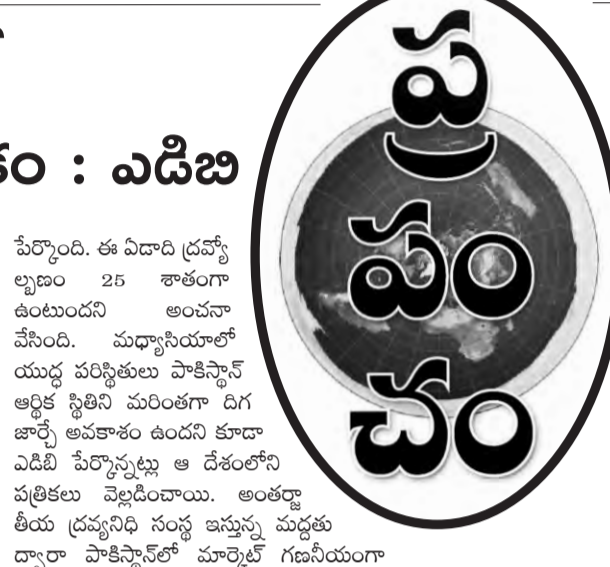 ం : ఎడిబి
పేర్కొంది. ఈ ఏడాది ద్రవ్యో
ల్బణం 25 శాతంగా
ఉంటుందని అంచనా
వేసింది. మధ్యాసియాలో
యుద్ధ పరిస్థితులు పాకిస్థాన్
ఆర్థిక స్థితిని మరింతగా దిగ
జార్చే అవకాశం ఉందని కూడా
ఎడిబి పేర్కొన్నట్లు ఆ దేశంలోని
పత్రికలు వెల్లడించాయి. అంతర్జా
తీయ ద్రవ్యనిధి సంస్థ ఇస్తున్న మద్దతు
ద్వారా పాకిస్థాన్‌లో మార్కెట్ గణనీయంగా
ప్ర
పం
చం